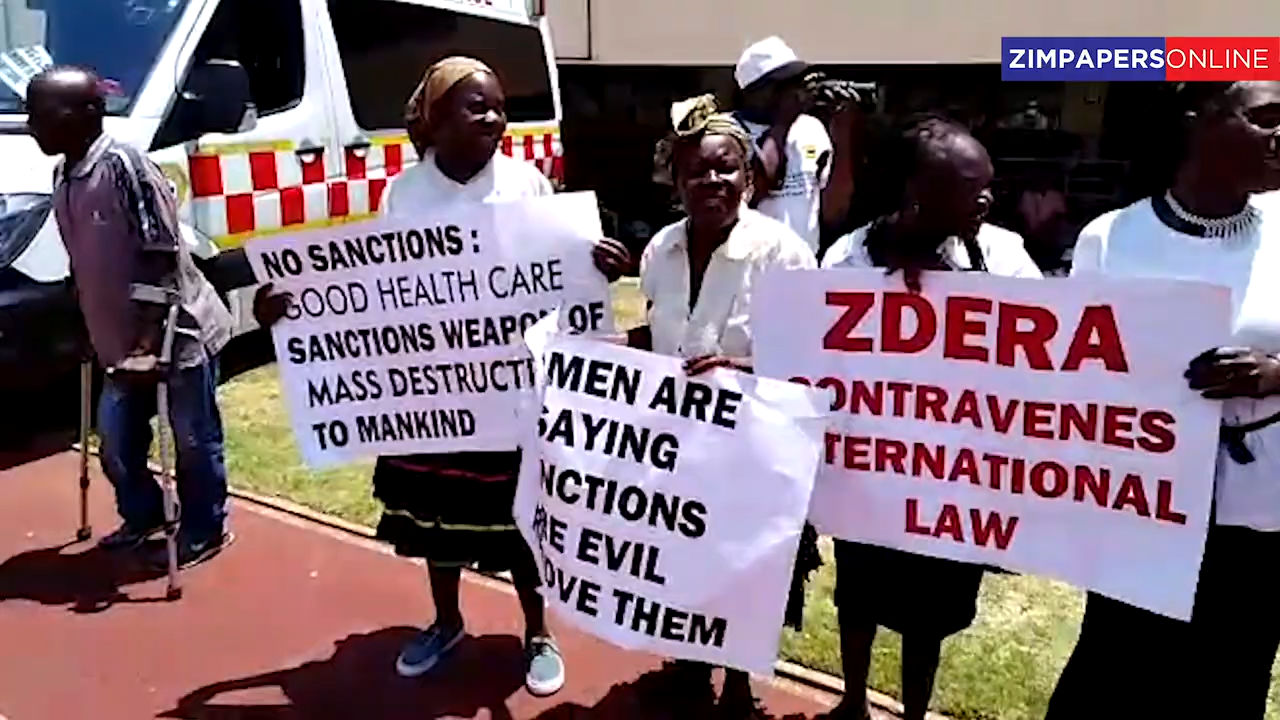 ZIMPAPERSONLINE
NO SANCTIONS :
GOOD HEALTH CARE
SANCTIONS WEAPON OF
MASS DESTRUCT
TO MANKIND
MEN ARE
SAYING
NCTIONS
RE EVIL
OVE THEM
ZDERA
CONTRAVENES
TERNATIONAL
LAW